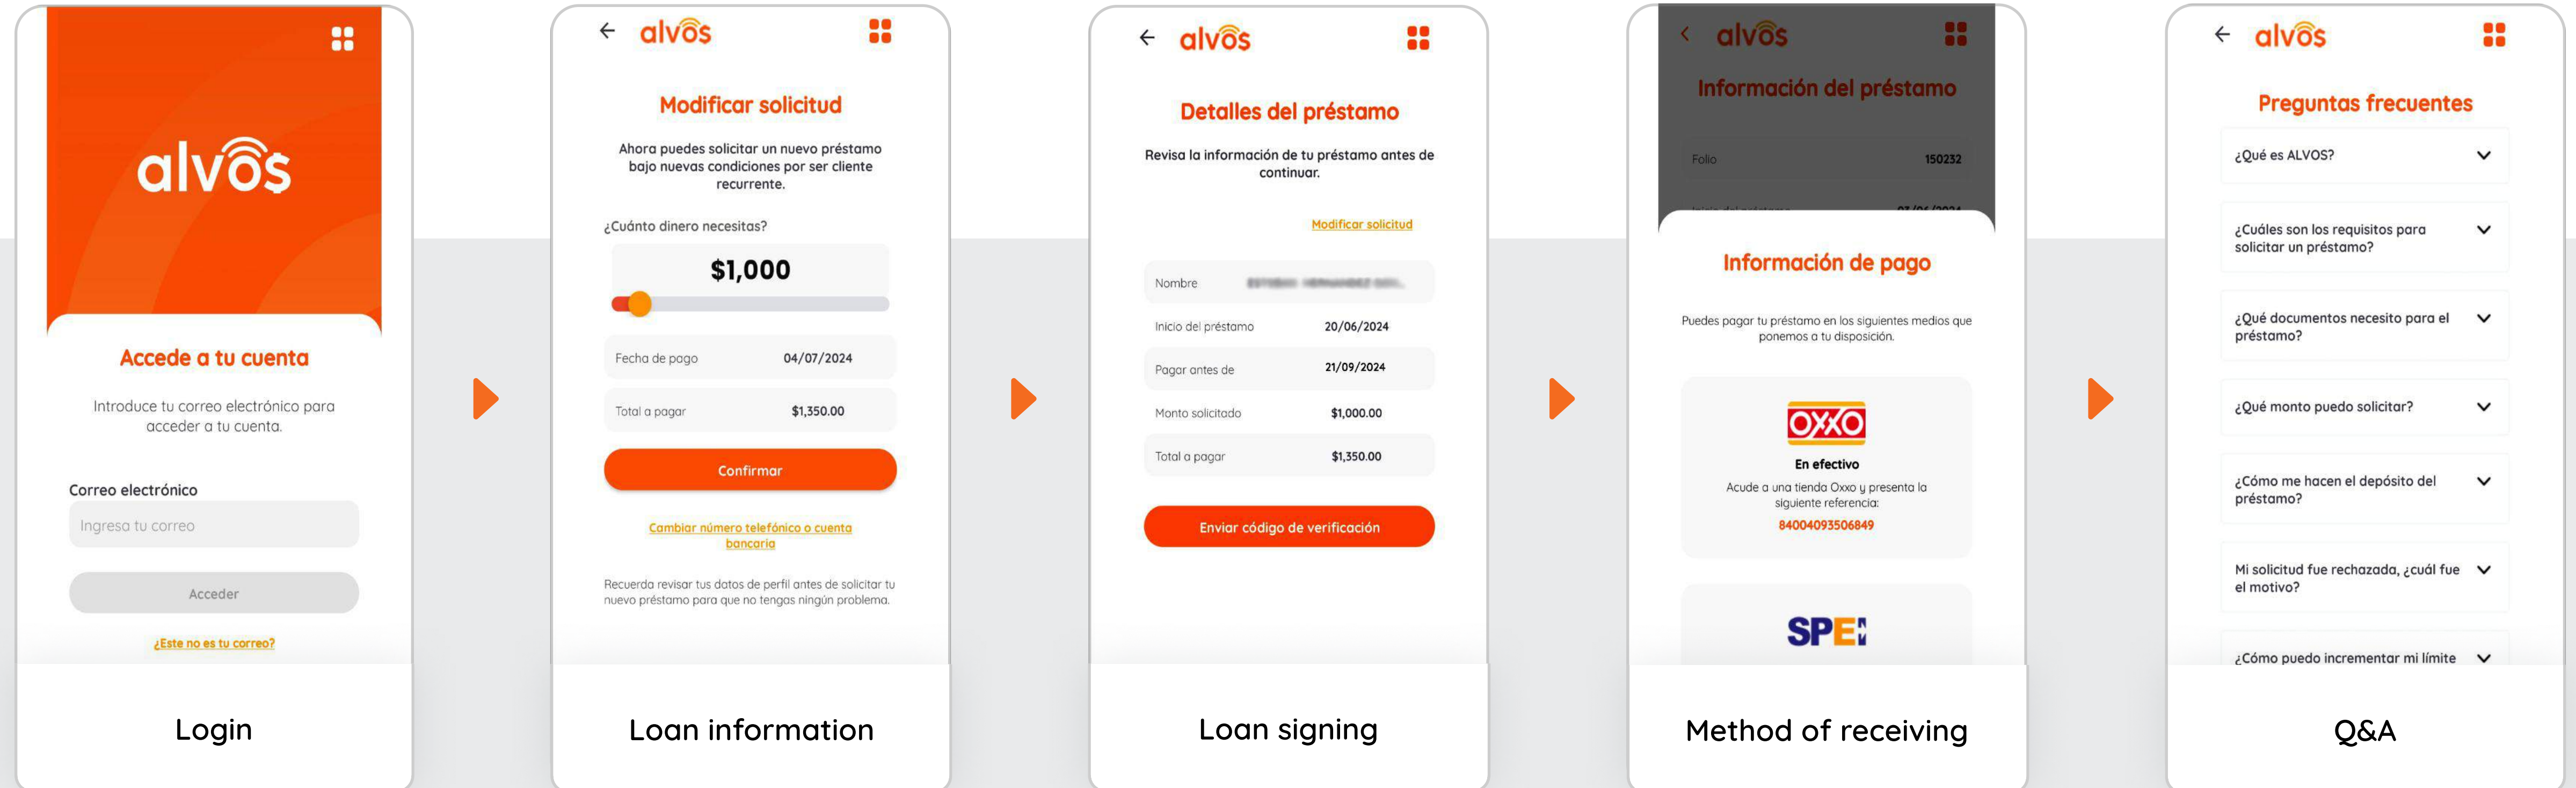 alvos
Accede a tu cuenta
Introduce tu correo electrónico para
acceder a tu cuenta.
Correo electrónico
Ingresa tu correo
Acceder
¿Este no es tu correo?
Login
alvos
Modificar solicitud
Ahora puedes solicitar un nuevo préstamo
bajo nuevas condiciones por ser cliente
recurrente.
¿Cuánto dinero necesitas?
$1,000
Fecha de pago 04/07/2024
Total a pagar $1,350.00
Confirmar
Cambiar número telefónico o cuenta
bancaria
Recuerda revisar tus datos de perfil antes de solicitar tu
nuevo préstamo para que no tengas ningún problema.
Loan information
alvos
Detalles del préstamo
Revisa la información de tu préstamo antes de
continuar.
Modificar solicitud
Nombre
Inicio del préstamo 20/06/2024
Pagar antes de 21/09/2024
Monto solicitado $1,000.00
Total a pagar $1,350.00
Enviar código de verificación
Loan signing
alvos
Información del préstamo
Folio 150232
Información de pago
Puedes pagar tu préstamo en los siguientes medios que
ponemos a tu disposición.
OXXO
En efectivo
Acude a una tienda Oxxo y presenta la
siguiente referencia:
84004093506849
SPEI
Method of receiving
alvos
Preguntas frecuentes
¿Qué es ALVOS?
¿Cuáles son los requisitos para
solicitar un préstamo?
¿Qué documentos necesito para el
préstamo?
¿Qué monto puedo solicitar?
¿Cómo me hacen el depósito del
préstamo?
Mi solicitud fue rechazada, ¿cuál fue
el motivo?
¿Cómo puedo incrementar mi límite
Q&A